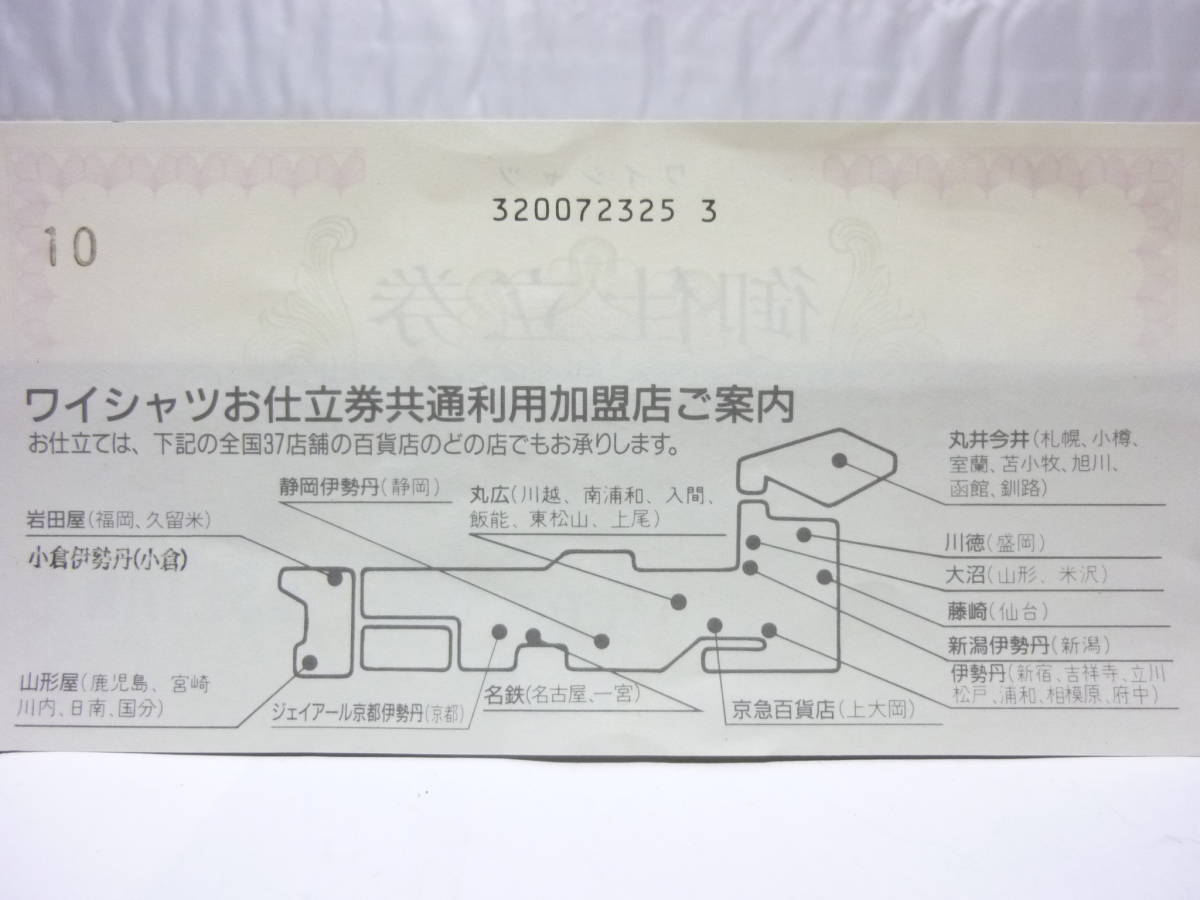 ワイシャツ
320072325 3
10
御仕立券
ワイシャツお仕立券共通利用加盟店ご案内
お仕立ては、下記の全国37店舗の百貨店のどの店でもお承りします。
丸井今井(札幌、小樽、
室蘭、苫小牧、旭川、
函館、釧路)
静岡伊勢丹(静岡)
丸広(川越、南浦和、入間、
飯能、東松山、上尾)
岩田屋(福岡、久留米)
小倉伊勢丹(小倉)
川徳(盛岡)
大沼(山形、米沢)
藤崎(仙台)
新潟伊勢丹(新潟)
伊勢丹(新宿、吉祥寺、立川
松戸、浦和、相模原、府中)
山形屋(鹿児島、宮崎
川内、日南、国分)
ジェイアール京都伊勢丹(京都)
名鉄(名古屋、一宮)
京急百貨店(上大岡)